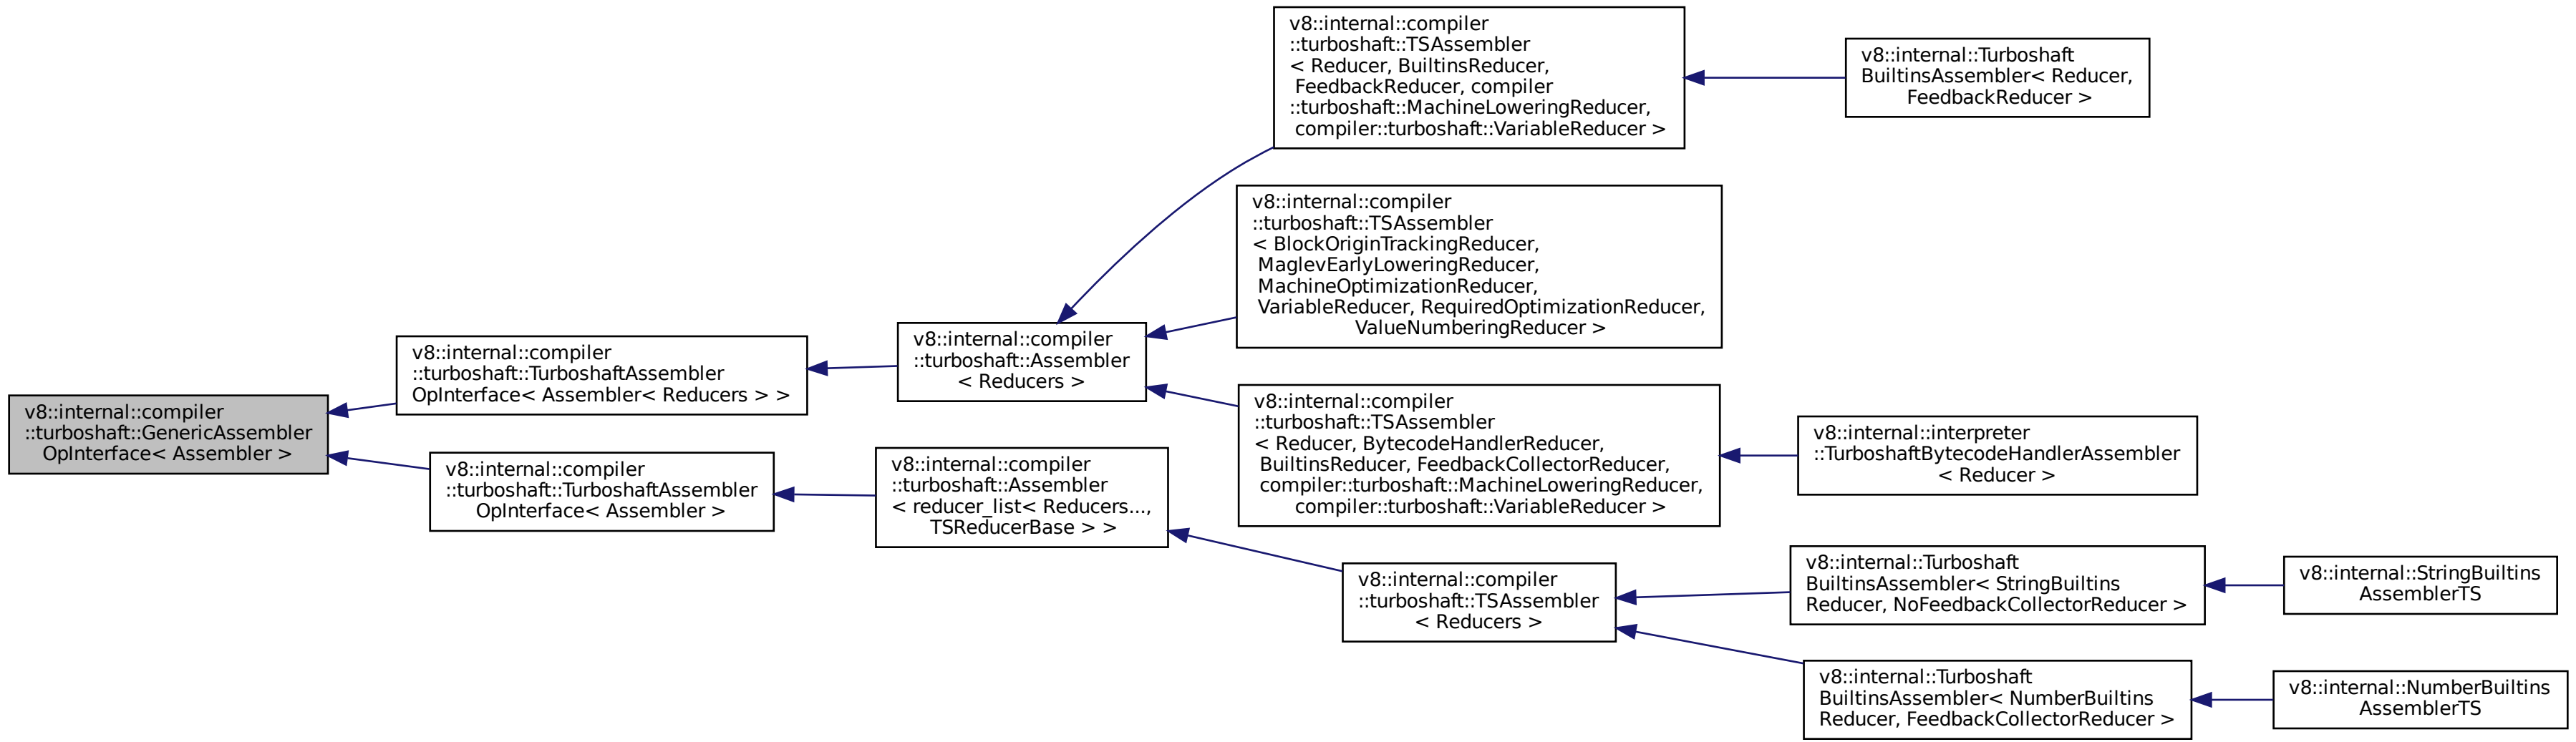 v8::internal::compiler
::turboshaft::GenericAssembler
OpInterface< Assembler >
v8::internal::compiler
::turboshaft::TurboshaftAssembler
OpInterface< Assembler< Reducers > >
v8::internal::compiler
::turboshaft::TurboshaftAssembler
OpInterface< Assembler >
v8::internal::compiler
::turboshaft::Assembler
< Reducers >
v8::internal::compiler
::turboshaft::Assembler
< reducer_list< Reducers...,
TSReducerBase > >
v8::internal::compiler
::turboshaft::TSAssembler
< Reducer, BuiltinsReducer,
FeedbackReducer, compiler
::turboshaft::MachineLoweringReducer,
compiler::turboshaft::VariableReducer >
v8::internal::compiler
::turboshaft::TSAssembler
< BlockOriginTrackingReducer,
MaglevEarlyLoweringReducer,
MachineOptimizationReducer,
VariableReducer, RequiredOptimizationReducer,
ValueNumberingReducer >
v8::internal::compiler
::turboshaft::TSAssembler
< Reducer, BytecodeHandlerReducer,
BuiltinsReducer, FeedbackCollectorReducer,
compiler::turboshaft::MachineLoweringReducer,
compiler::turboshaft::VariableReducer >
v8::internal::compiler
::turboshaft::TSAssembler
< Reducers >
v8::internal::Turboshaft
BuiltinsAssembler< Reducer,
FeedbackReducer >
v8::internal::interpreter
::TurboshaftBytecodeHandlerAssembler
< Reducer >
v8::internal::Turboshaft
BuiltinsAssembler< StringBuiltins
Reducer, NoFeedbackCollectorReducer >
v8::internal::Turboshaft
BuiltinsAssembler< NumberBuiltins
Reducer, FeedbackCollectorReducer >
v8::internal::StringBuiltins
AssemblerTS
v8::internal::NumberBuiltins
AssemblerTS